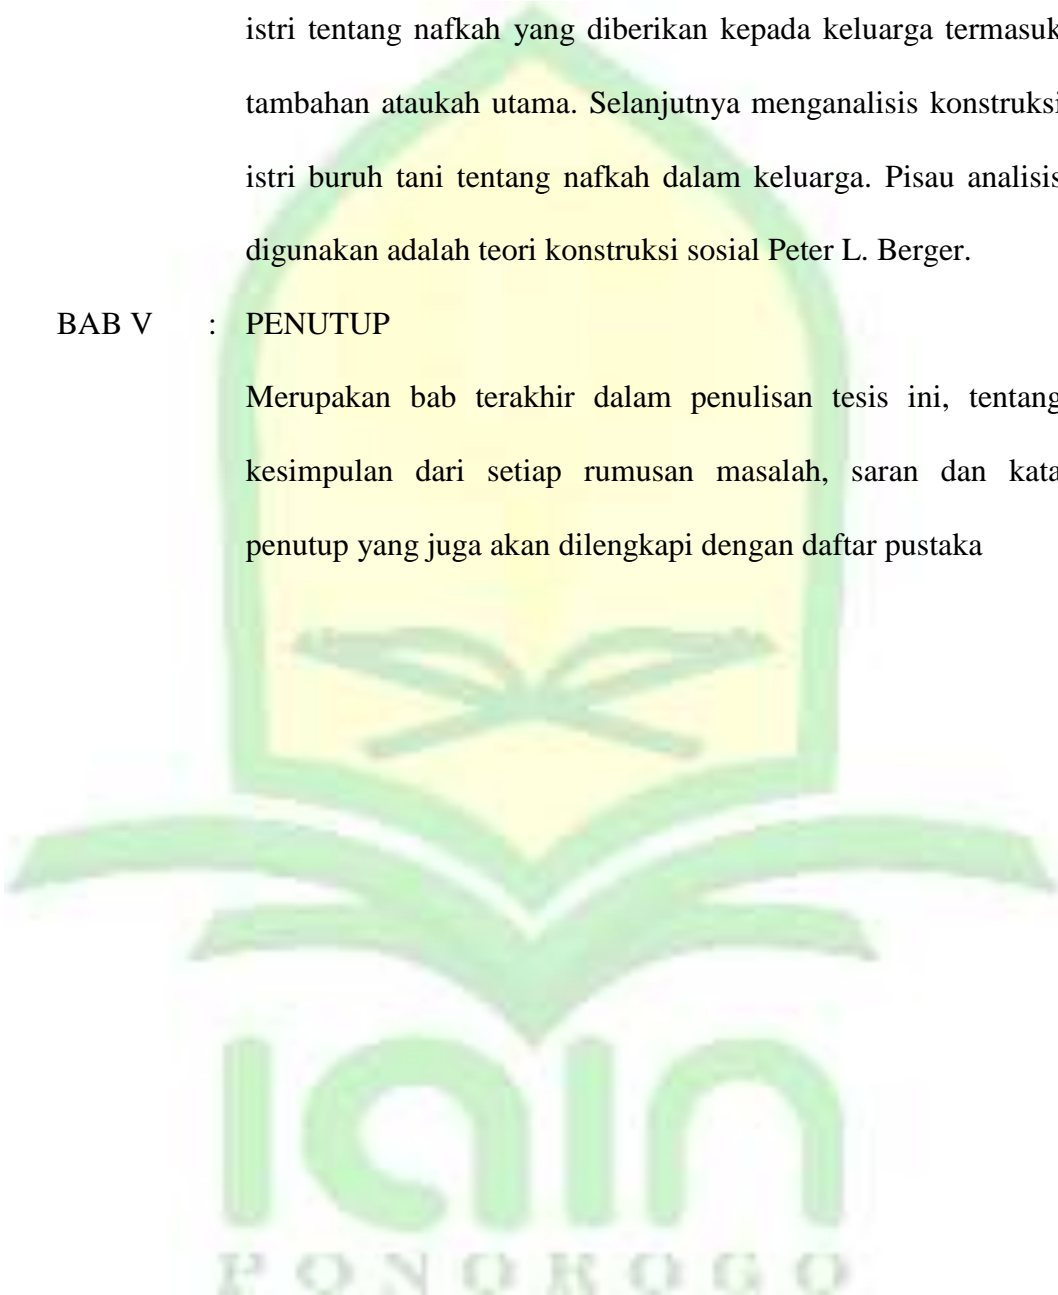 istri tentang nafkah yang diberikan kepada keluarga termasuk
tambahan ataukah utama. Selanjutnya menganalisis konstruksi
istri buruh tani tentang nafkah dalam keluarga. Pisau analisis
digunakan adalah teori konstruksi sosial Peter L. Berger.
BAB V : PENUTUP
Merupakan bab terakhir dalam penulisan tesis ini, tentang
kesimpulan dari setiap rumusan masalah, saran dan kata
penutup yang juga akan dilengkapi dengan daftar pustaka
iain
PONOROGO